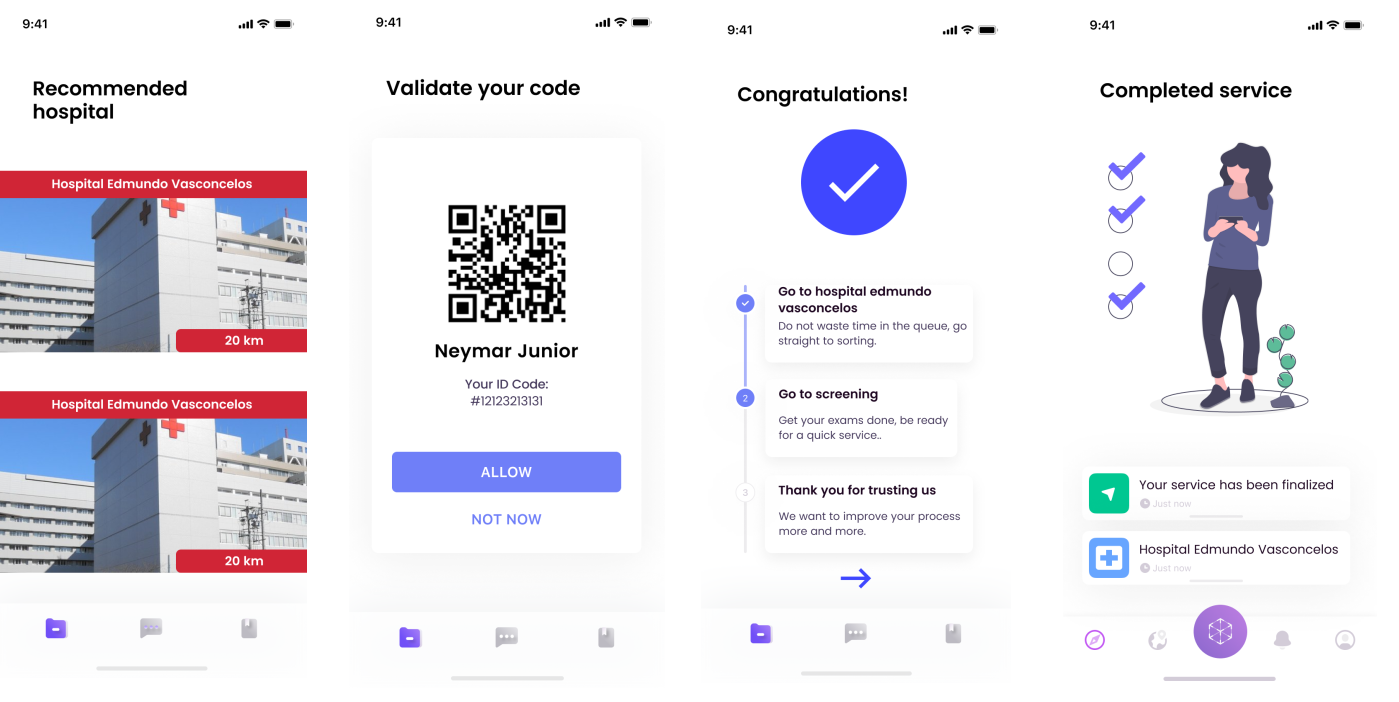 9:41
Recommended
hospital
Hospital Edmundo Vasconcelos
20 km
Hospital Edmundo Vasconcelos
20 km
9:41
Validate your code
Neymar Junior
Your ID Code:
#12123213131
ALLOW
NOT NOW
9:41
Congratulations!
Go to hospital edmundo
vasconcelos
Do not waste time in the queue, go
straight to sorting.
2
Go to screening
Get your exams done, be ready
for a quick service..
3
Thank you for trusting us
We want to improve your process
more and more.
9:41
Completed service
Your service has been finalized
Just now
Hospital Edmundo Vasconcelos
Just now